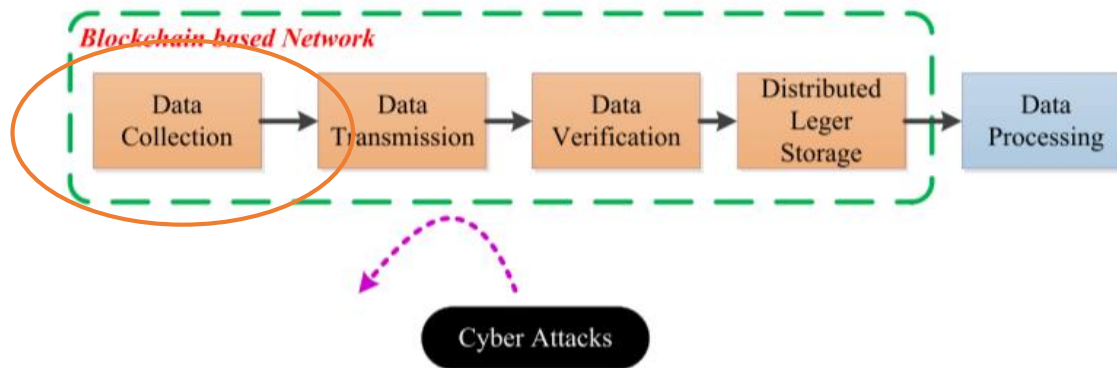 Blockchain based Network
Data
Collection
Data
Transmission
Data
Verification
Distributed
Leger
Storage
Data
Processing
Cyber Attacks